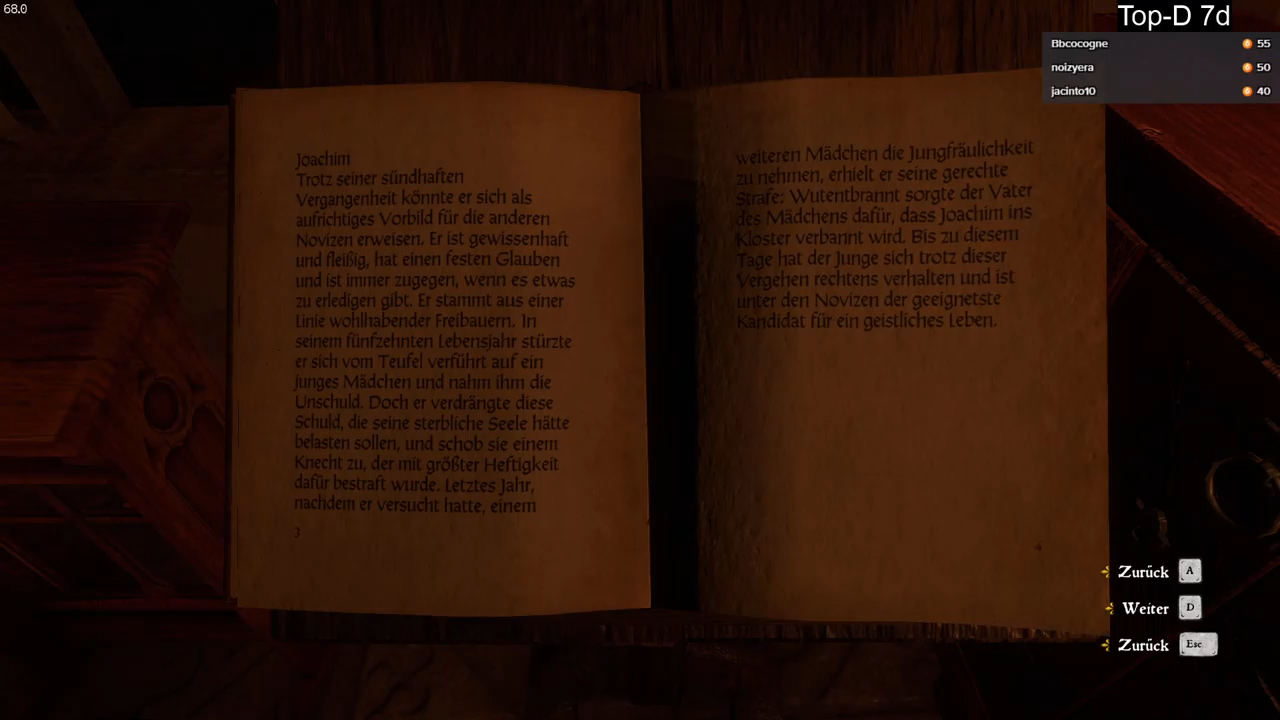 68.0
Top-D 7d
Bbcocogne 55
noizyera 50
jacinto10 40
Joachim
Trotz seiner sündhaften
Vergangenheit könnte er sich als
aufrichtiges Vorbild für die anderen
Novizen erweisen. Er ist gewissenhaft
und fleißig, hat einen festen Glauben
und ist immer zugegen, wenn es etwas
zu erledigen gibt. Er stammt aus einer
Linie wohlhabender Freibauern. In
seinem fünfzehnten Lebensjahr stürzte
er sich vom Teufel verführt auf ein
junges Mädchen und nahm ihm die
Unschuld. Doch er verdrängte diese
Schuld, die seine sterbliche Seele hätte
belasten sollen, und schob sie einem
Knecht zu, der mit größter Heftigkeit
dafür bestraft wurde. Letztes Jahr,
nachdem er versucht hatte, einem
3
weiteren Mädchen die Jungfräulichkeit
zu nehmen, erhielt er seine gerechte
Strafe: Wutentbrannt sorgte der Vater
des Mädchens dafür, dass Joachim ins
Kloster verbannt wird. Bis zu diesem
Tage hat der Junge sich trotz dieser
Vergehen rechtens verhalten und ist
unter den Novizen der geeignetste
Kandidat für ein geistliches Leben.
Zurück A
Weiter D
Zurück Esc